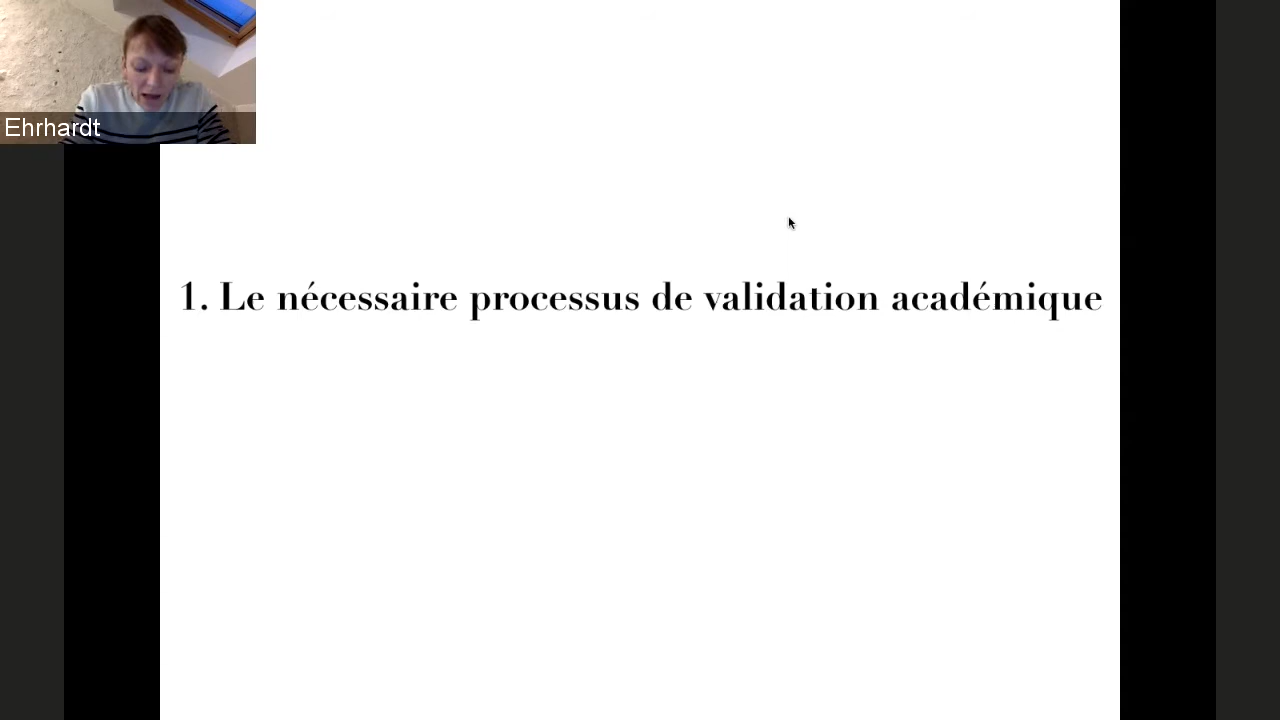 Ehrhardt
1. Le nécessaire processus de validation académique